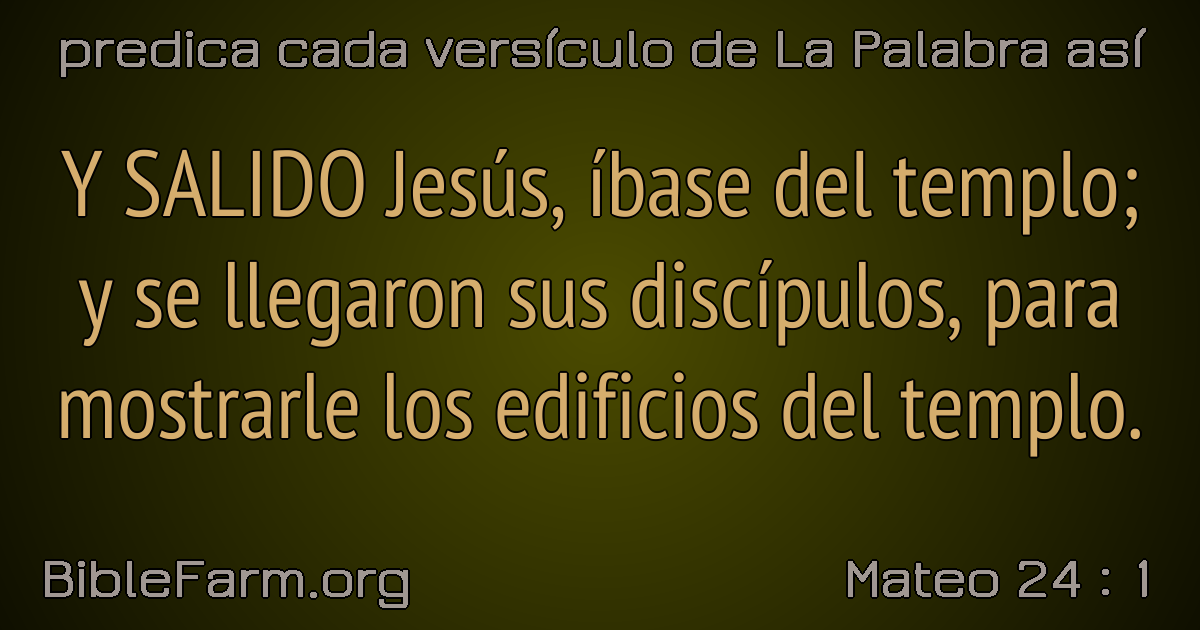 predica cada versículo de La Palabra así
Y SALIDO Jesús, íbase del templo;
y se llegaron sus discípulos, para
mostrarle los edificios del templo.
BibleFarm.org
Mateo 24 : 1